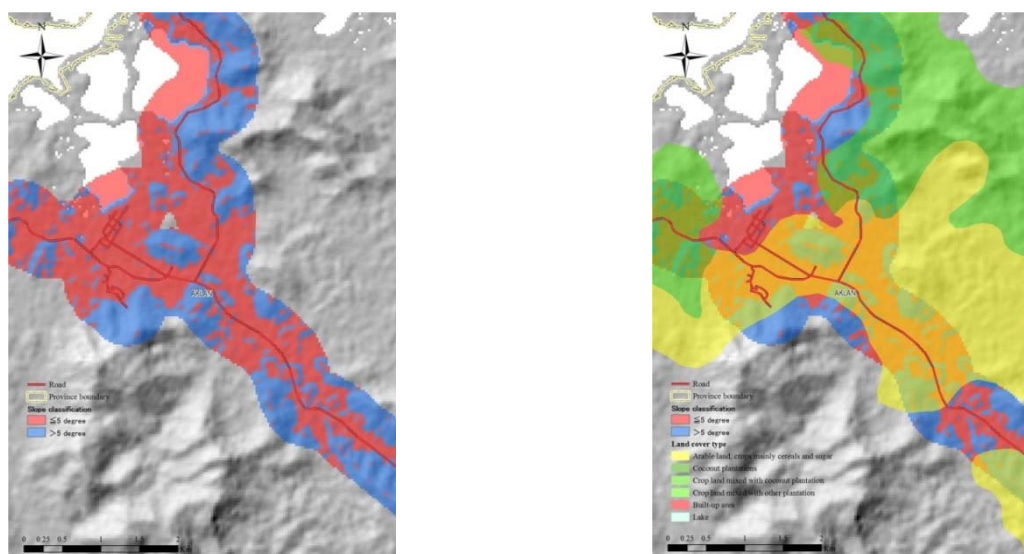 N
AKLAN
Road
Province boundary
Slope classification
≦5 degree
>5 degree
0 0.25 0.5 1 1.5 2
Km
N
AKLAN
Road
Province boundary
Slope classification
≦5 degree
>5 degree
Land cover type
Arable land, crops mainly cereals and sugar
Coconut plantations
Crop land mixed with coconut plantation
Crop land mixed with other plantation
Built-up area
Lake
0 0.25 0.5 1 1.5 2
Km